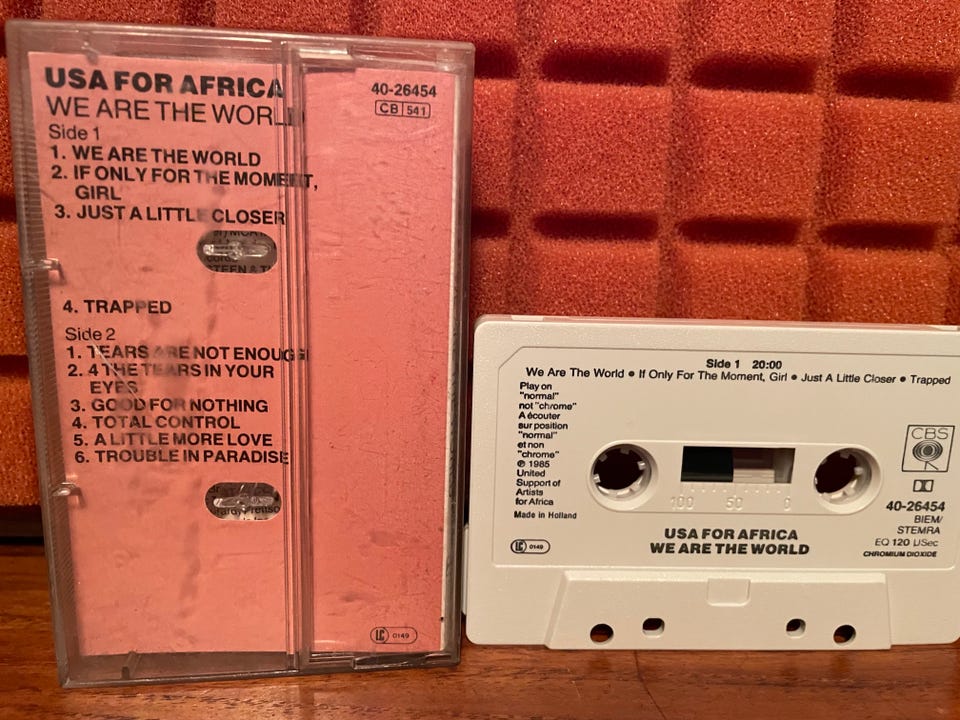 USA FOR AFRICA
WE ARE THE WORLD
Side 1
1. WE ARE THE WORLD
2. IF ONLY FOR THE MOMENT,
GIRL
3. JUST A LITTLE CLOSER
4. TRAPPED
Side 2
1. TEARS ARE NOT ENOUGH
2. 4 THE TEARS IN YOUR
EYES
3. GOOD FOR NOTHING
4. TOTAL CONTROL
5. A LITTLE MORE LOVE
6. TROUBLE IN PARADISE
40-26454
CB 541
LC 0149
Side 1 20:00
We Are The World • If Only For The Moment, Girl • Just A Little Closer • Trapped
Play on
"normal"
not "chrome"
A écouter
sur position
"normal"
et non
"chrome"
℗ 1985
United
Support of
Artists
for Africa
Made in Holland
LC 0149
100 50 0
USA FOR AFRICA
WE ARE THE WORLD
CBS
40-26454
BIEM/
STEMRA
EQ 120 µSec
CHROMIUM DIOXIDE